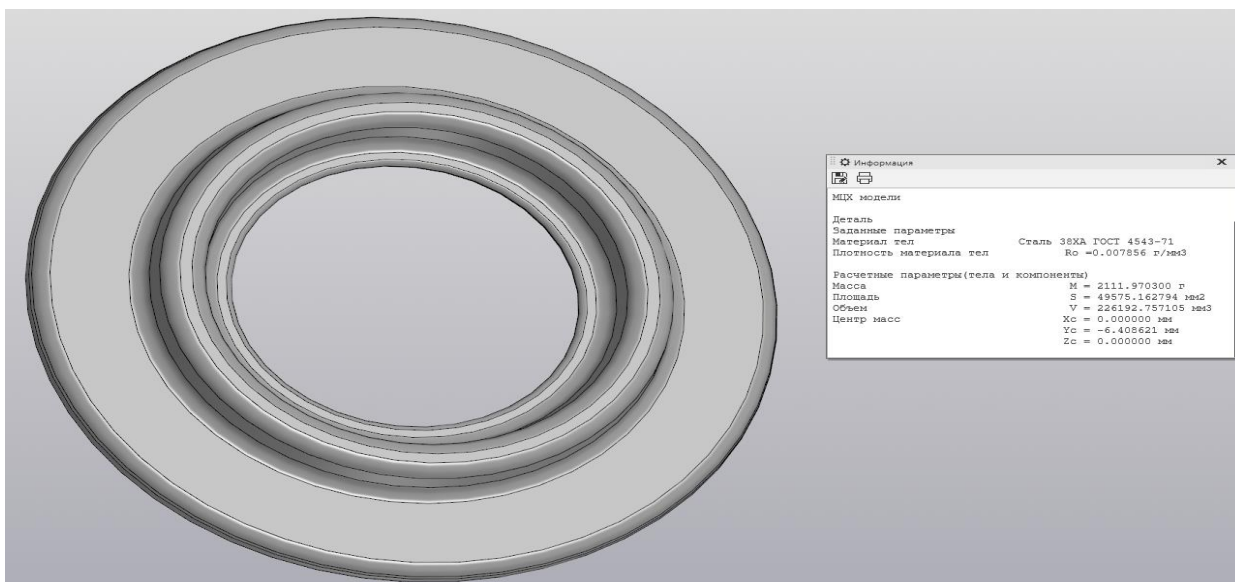 Информация
МЦХ модели
Деталь
Заданные параметры
Материал тел Сталь 38ХА ГОСТ 4543-71
Плотность материала тел Ro =0.007856 г/мм3
Расчетные параметры(тела и компоненты)
Масса M = 2111.970300 г
Площадь S = 49575.162794 мм2
Объем V = 226192.757105 мм3
Центр масс Xc = 0.000000 мм
Yc = -6.408621 мм
Zc = 0.000000 мм